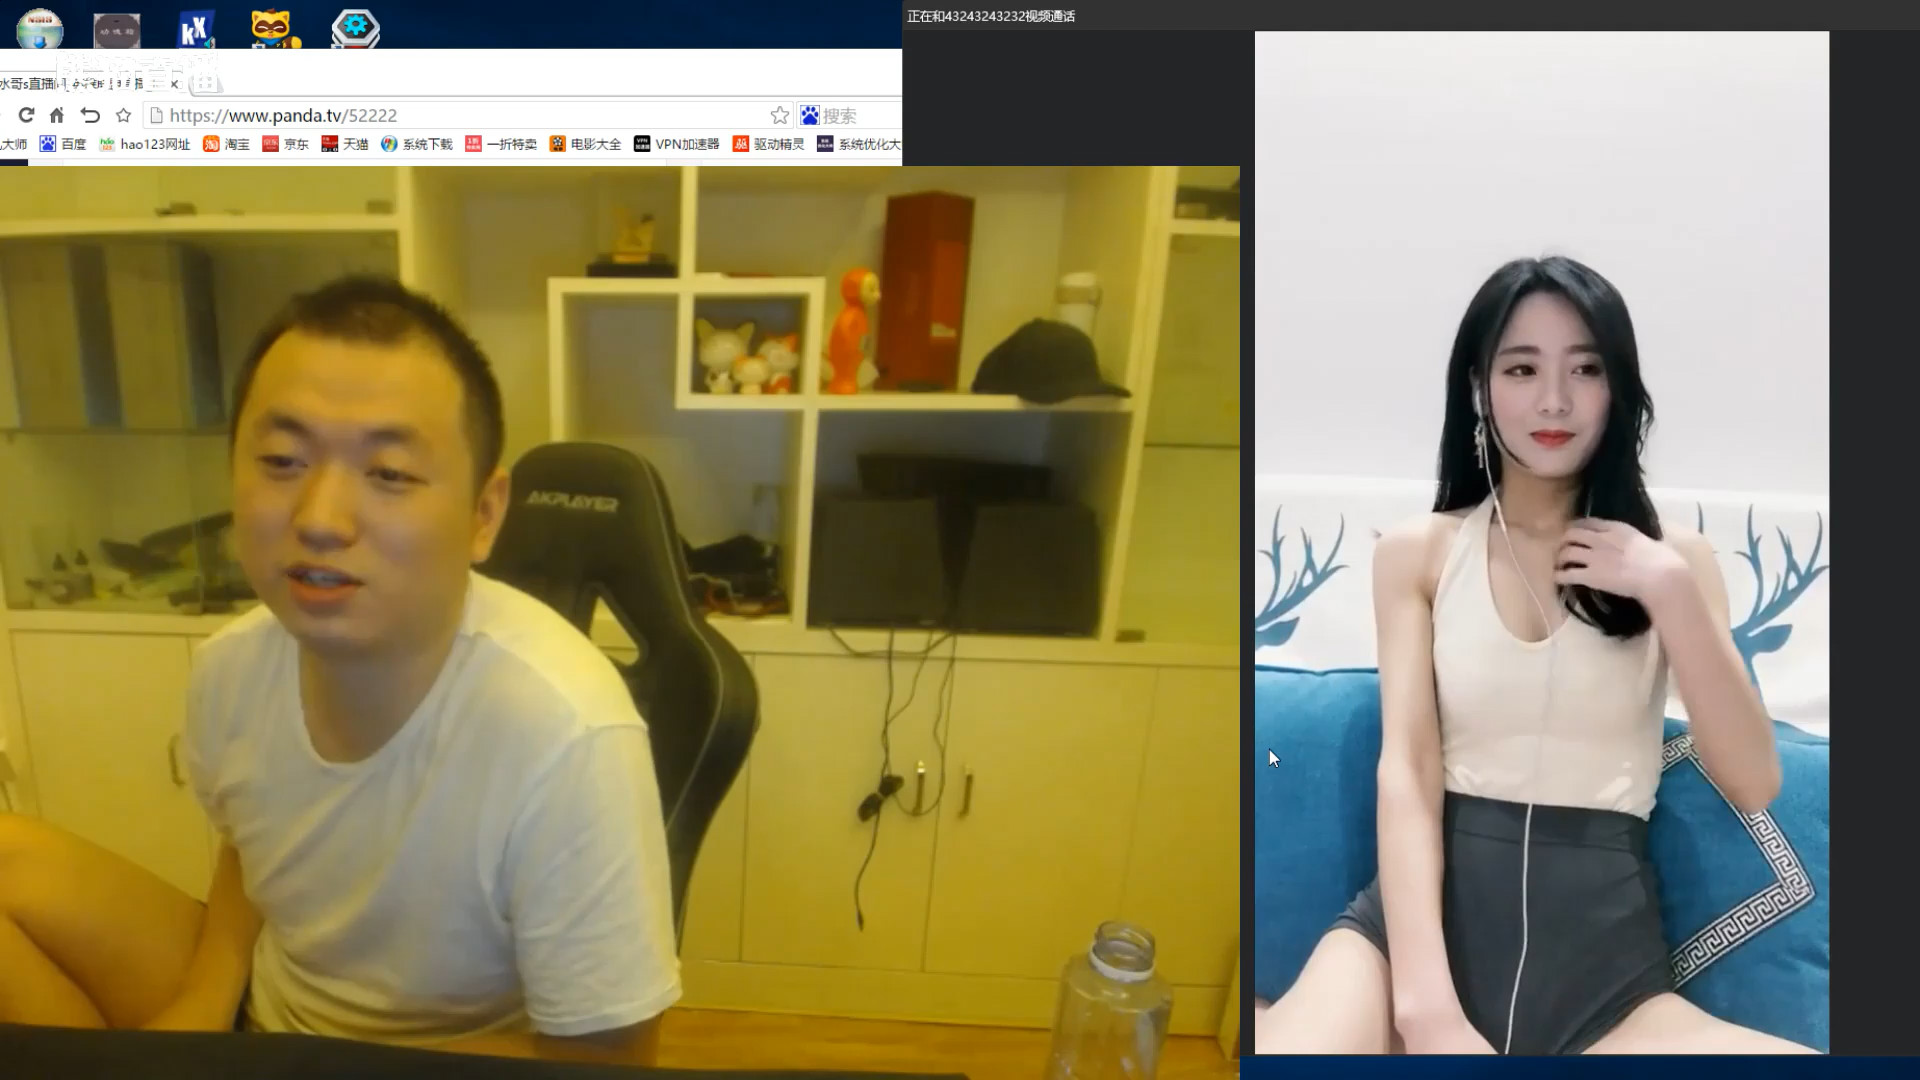 正在和43243243232视频通话
水哥s直播间
https://www.panda.tv/52222
搜索
大师 百度 hao123网址 淘宝 京东 天猫 系统下载 一折特卖 电影大全 VPN加速器 驱动精灵 系统优化大
AKPLAYER